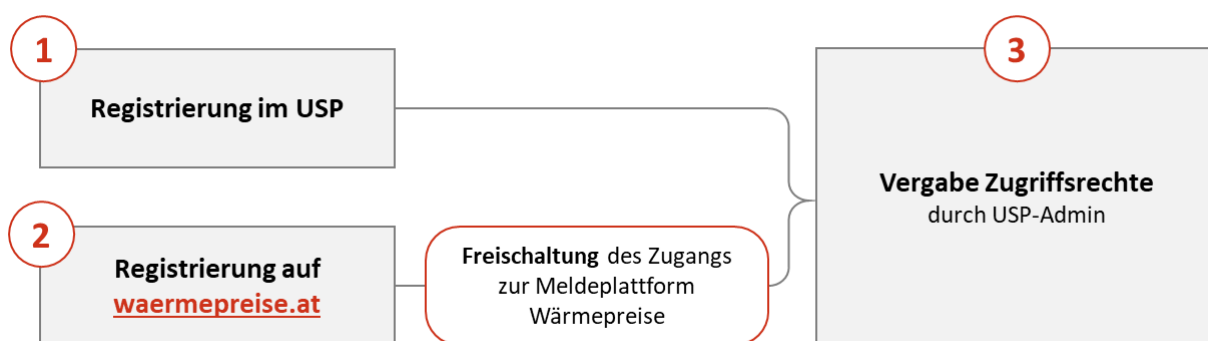 1
Registrierung im USP
2
Registrierung auf
waermepreise.at
Freischaltung des Zugangs
zur Meldeplattform
Wärmepreise
3
Vergabe Zugriffsrechte
durch USP-Admin